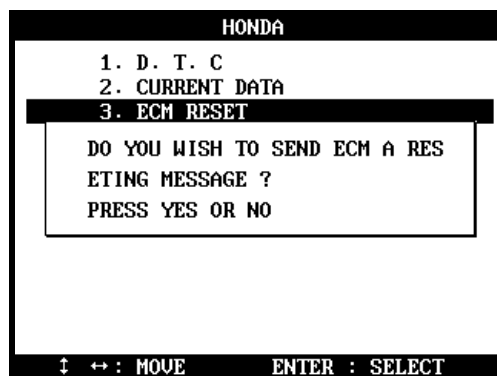 HONDA
1. D. T. C
2. CURRENT DATA
3. ECM RESET
DO YOU WISH TO SEND ECM A RES
ETING MESSAGE ?
PRESS YES OR NO
↕ ↔ : MOVE ENTER : SELECT